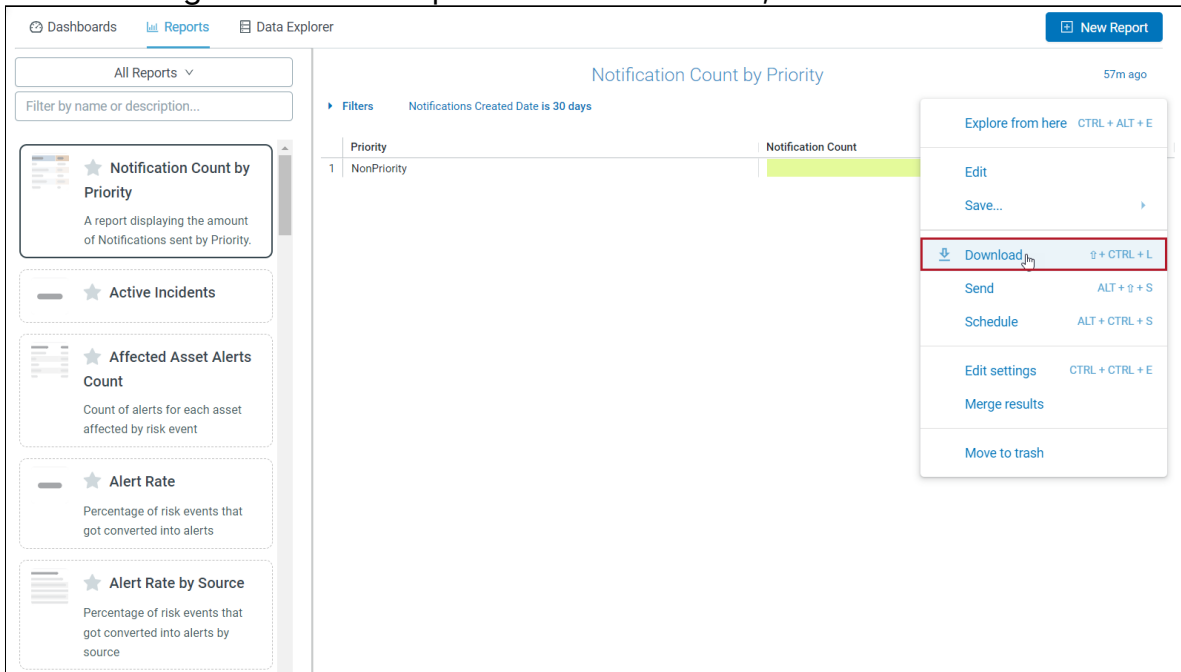 Dashboards Reports Data Explorer New Report
All Reports
Filter by name or description...
Notification Count by
Priority
A report displaying the amount
of Notifications sent by Priority.
Active Incidents
Affected Asset Alerts
Count
Count of alerts for each asset
affected by risk event
Alert Rate
Percentage of risk events that
got converted into alerts
Alert Rate by Source
Percentage of risk events that
got converted into alerts by
source
Notification Count by Priority 57m ago
Filters Notifications Created Date is 30 days
Priority Notification Count
1 NonPriority
Explore from here CTRL + ALT + E
Edit
Save...
Download ⇧ + CTRL + L
Send ALT + ⇧ + S
Schedule ALT + CTRL + S
Edit settings CTRL + CTRL + E
Merge results
Move to trash